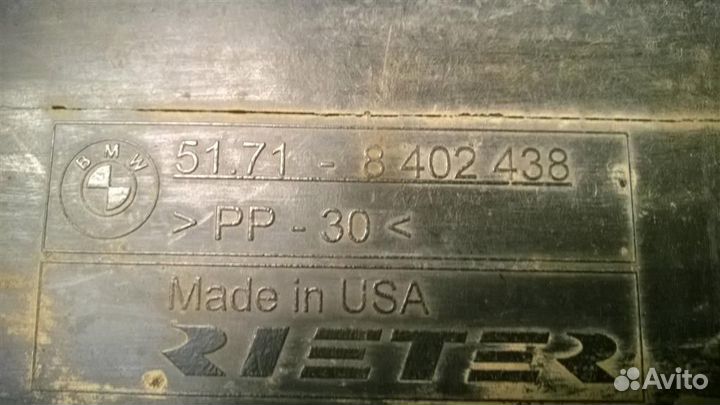 BMW
51.71 - 8 402 438
> PP - 30 <
Made in USA
RIETER
Avito